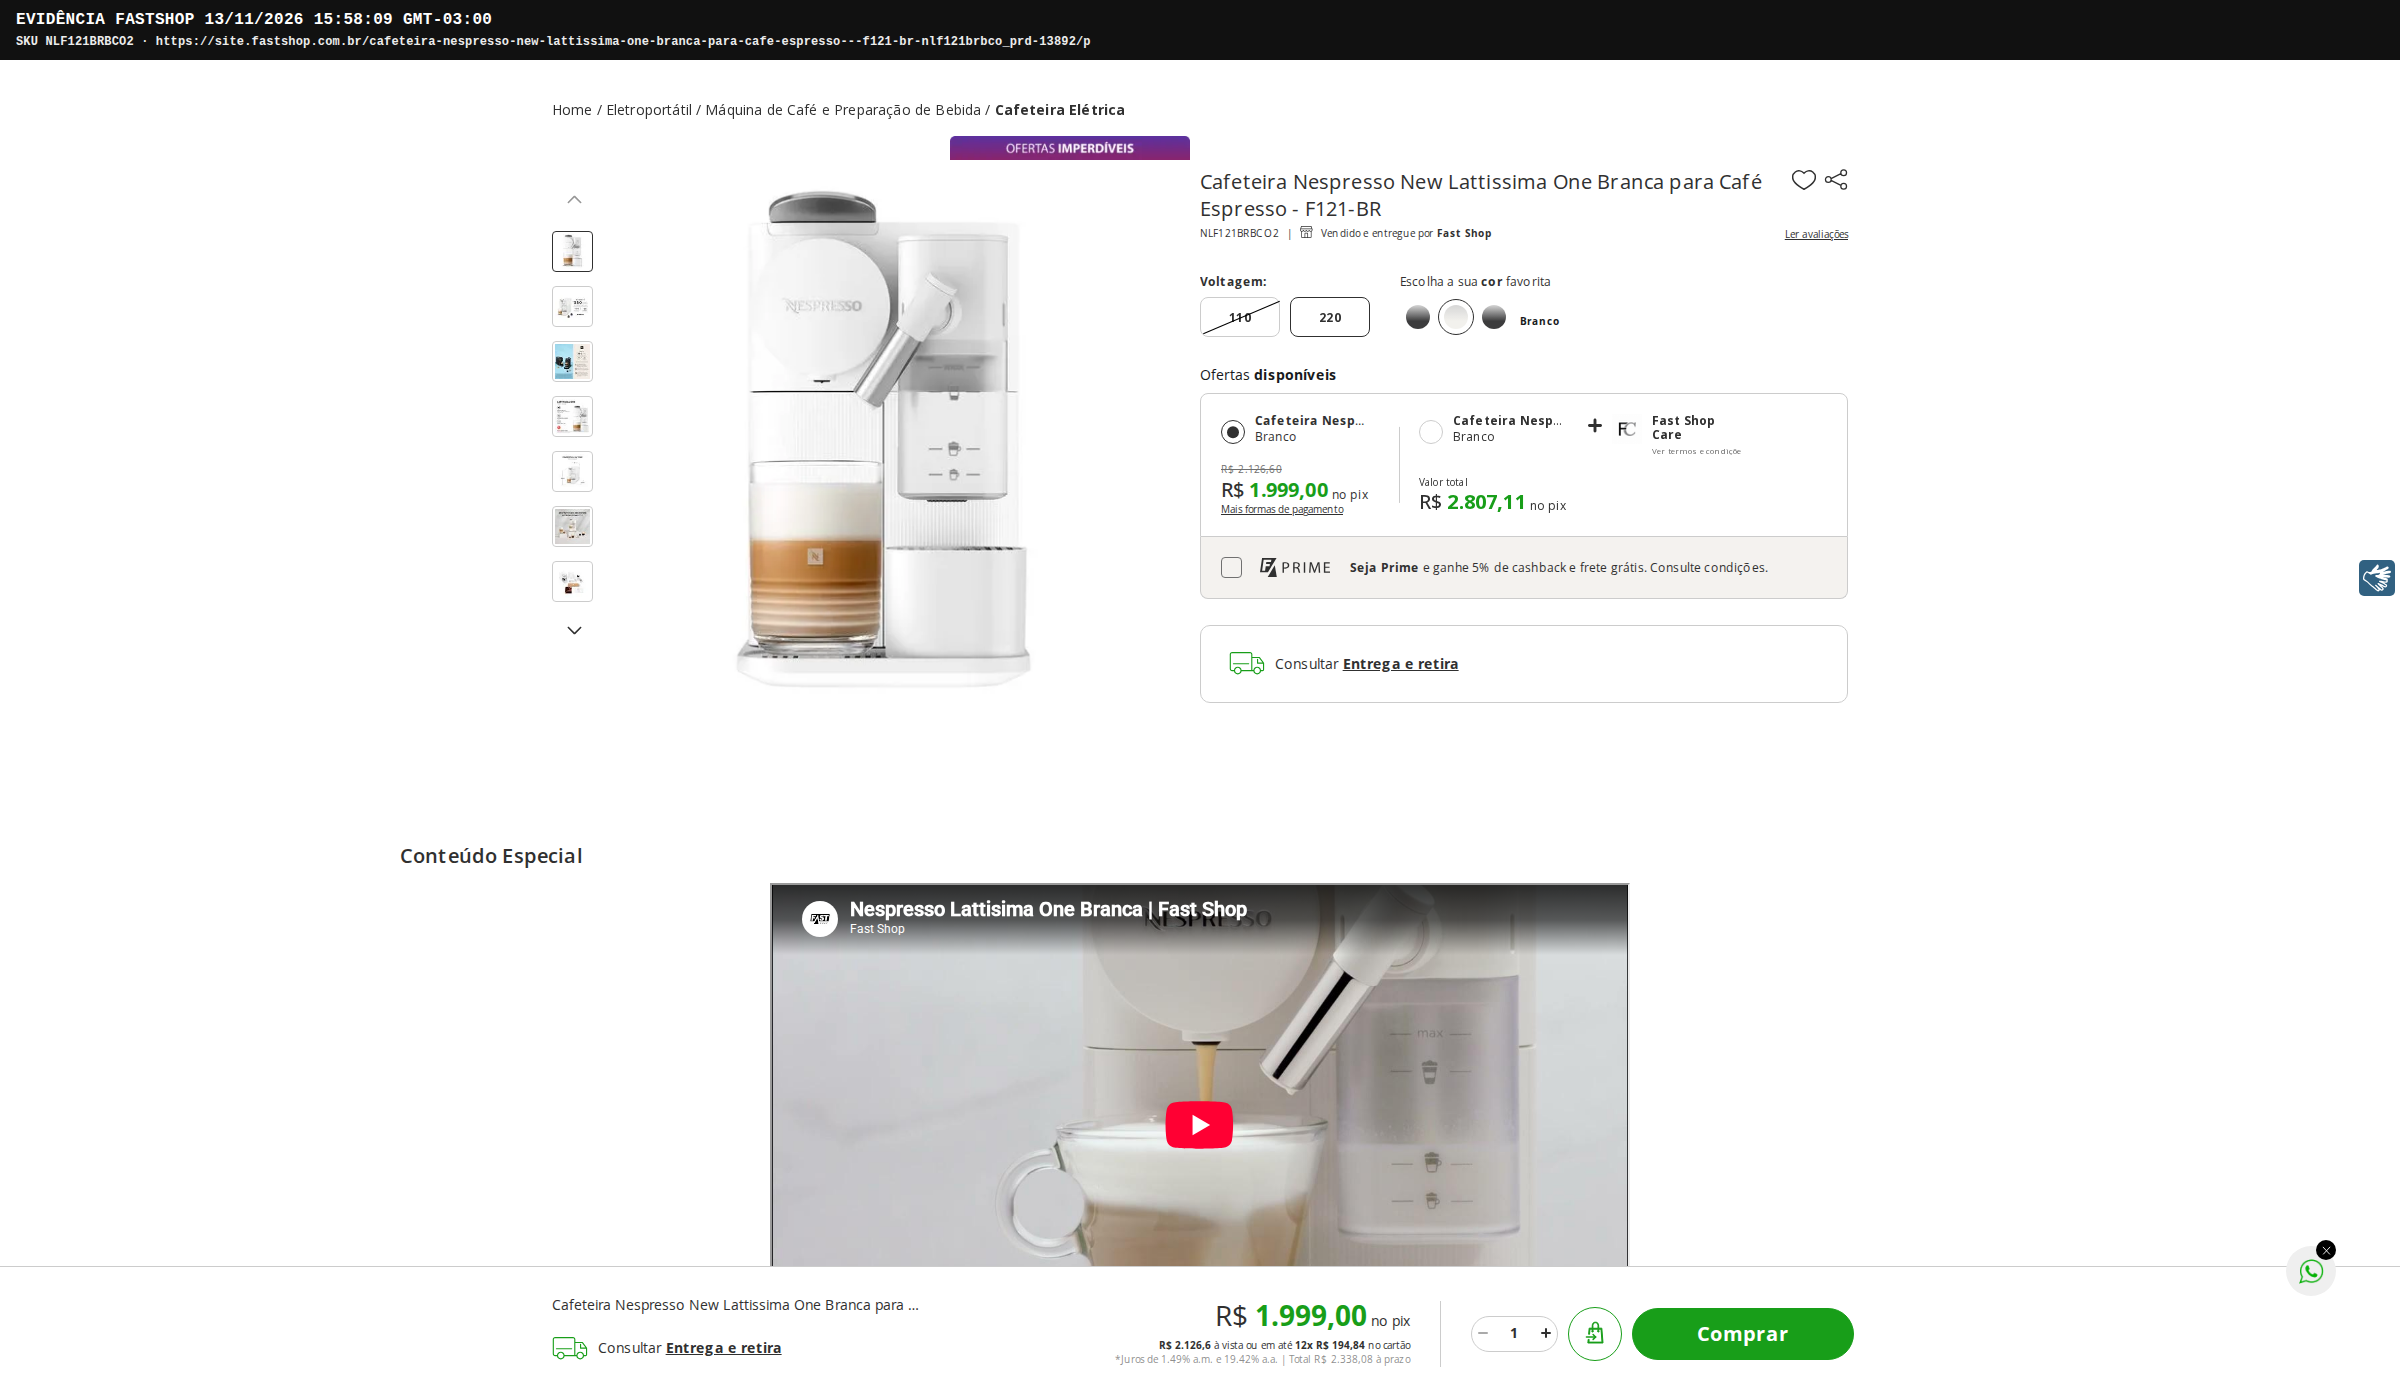 EVIDÊNCIA FASTSHOP 13/11/2026 15:58:09 GMT-03:00
SKU NLF121BRBCO2 · https://site.fastshop.com.br/cafeteira-nespresso-new-lattissima-one-branca-para-cafe-espresso---f121-br-nlf121brbco_prd-13892/p
Home / Eletroportátil / Máquina de Café e Preparação de Bebida / Cafeteira Elétrica
OFERTAS IMPERDÍVEIS
Cafeteira Nespresso New Lattissima One Branca para Café
Espresso - F121-BR
NLF121BRBCO2 | Vendido e entregue por Fast Shop
Ler avaliações
NESPRESSO
Voltagem:
Escolha a sua cor favorita
110
220
Branco
Ofertas disponíveis
Cafeteira Nesp...
Branco
R$ 2.126,60
R$ 1.999,00 no pix
Mais formas de pagamento
Cafeteira Nesp...
Branco
+
FC
Fast Shop
Care
Ver termos e condiçõe
Valor total
R$ 2.807,11 no pix
PRIME
Seja Prime e ganhe 5% de cashback e frete grátis. Consulte condições.
Consultar Entrega e retira
Conteúdo Especial
FAST
Nespresso Lattisima One Branca | Fast Shop
Fast Shop
NESPRESSO
max
Cafeteira Nespresso New Lattissima One Branca para ...
Consultar Entrega e retira
R$ 1.999,00 no pix
R$ 2.126,6 à vista ou em até 12x R$ 194,84 no cartão
*Juros de 1.49% a.m. e 19.42% a.a. | Total R$ 2.338,08 à prazo
− 1 +
Comprar